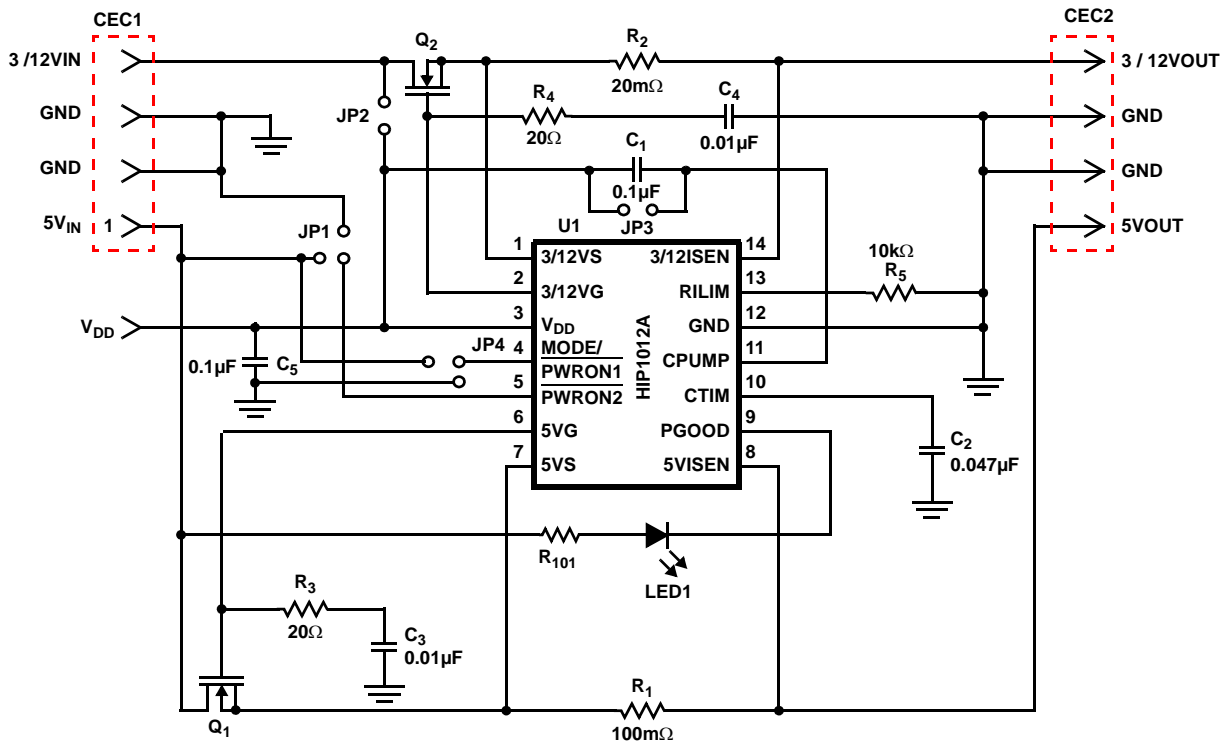 CEC1
CEC2
Q2
R2
3 /12VIN
20mΩ
3 / 12VOUT
R4
C4
GND
JP2
20Ω
0.01µF
GND
C1
GND
0.1µF
GND
5VIN 1
JP1
U1
JP3
5VOUT
1
3/12VS
3/12ISEN
14
10kΩ
R5
2
3/12VG
RILIM
13
VDD
3
VDD
GND
12
0.1µF
C5
JP4
4
MODE/
PWRON1
HIP1012A
CPUMP
11
5
PWRON2
CTIM
10
6
5VG
PGOOD
9
C2
0.047µF
7
5VS
5VISEN
8
R101
LED1
R3
20Ω
C3
0.01µF
Q1
R1
100mΩ